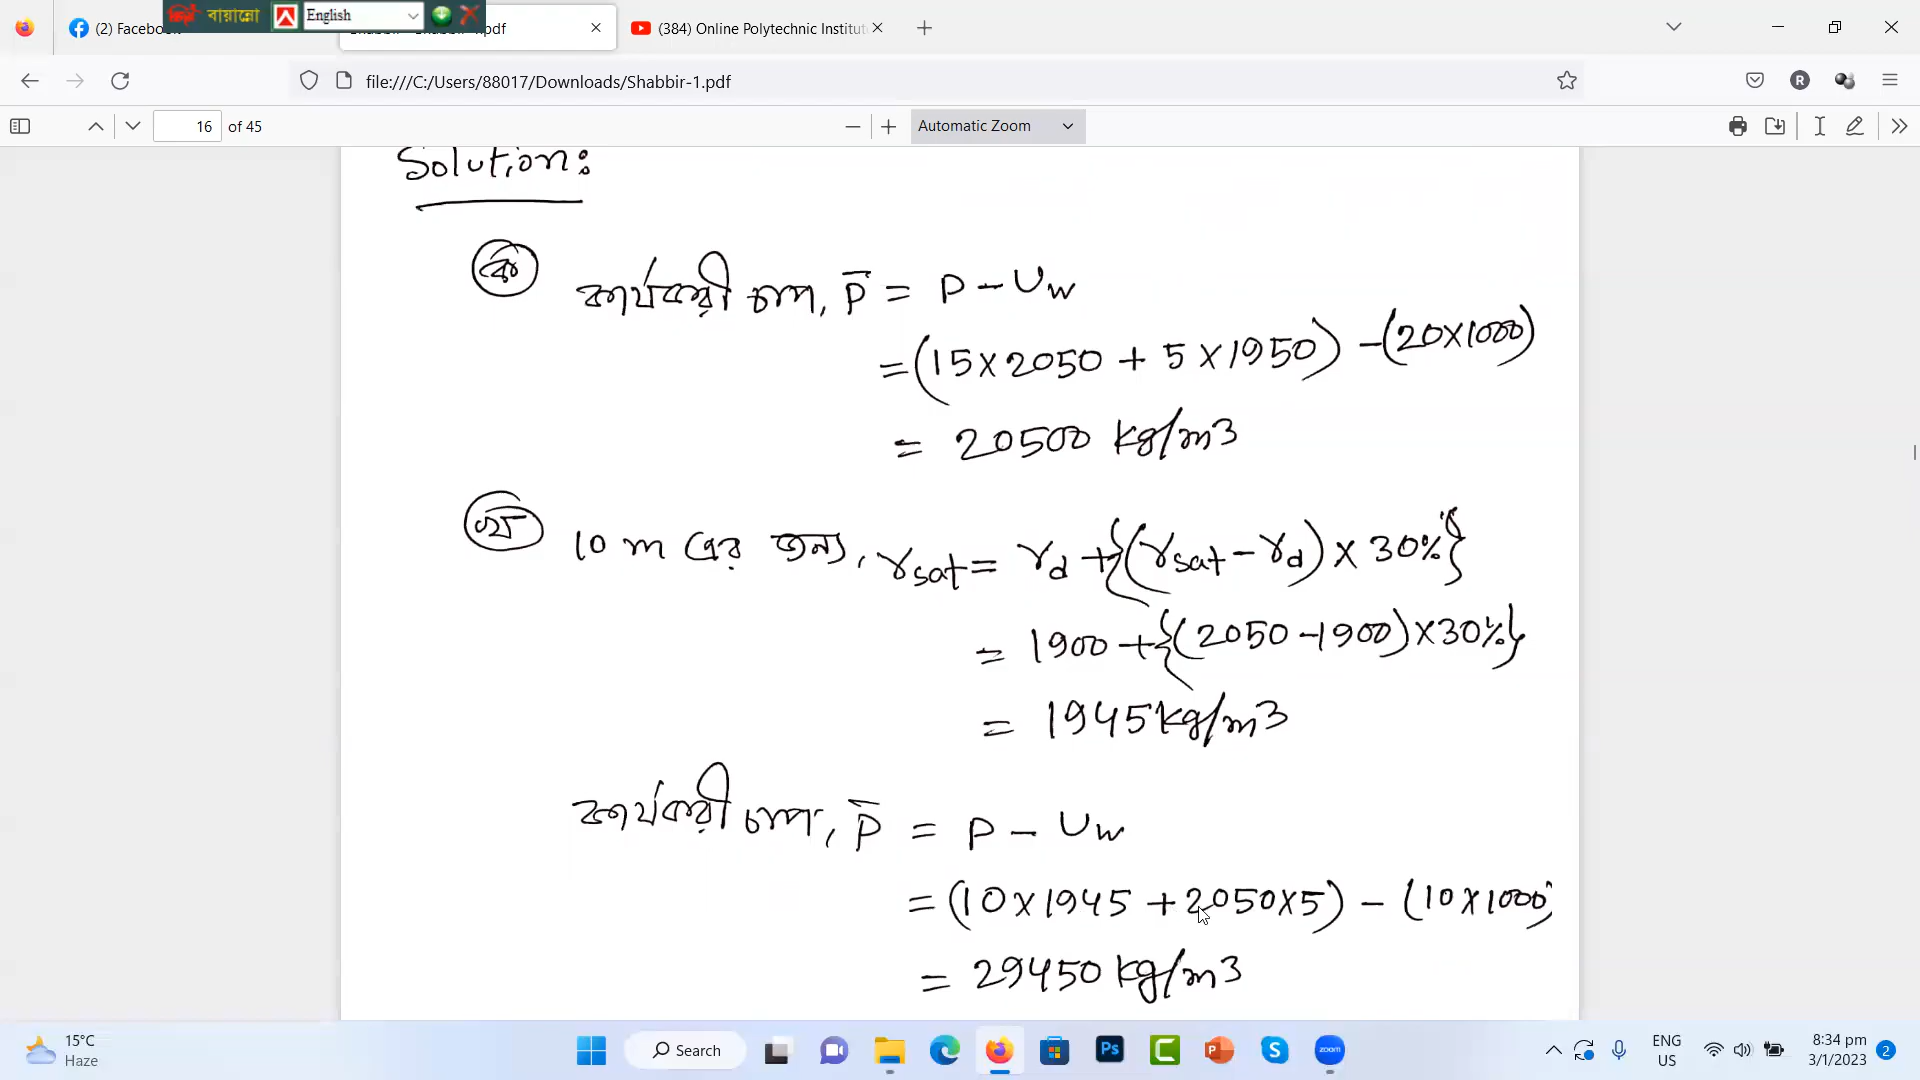 বায়ান্নো English
(2) Facebook
(384) Online Polytechnic Institut
file:///C:/Users/88017/Downloads/Shabbir-1.pdf
R
16 of 45
Automatic Zoom
Solution:
ক কার্যকরী চাপ, P̄ = P − Uw
= (15×2050 + 5×1950) − (20×1000)
= 20500 kg/m3
খ 10 m এর জন্য, γsat = γd + {(γsat − γd) × 30%}
= 1900 + {(2050 − 1900) × 30%}
= 1945 kg/m3
কার্যকরী চাপ, P̄ = P − Uw
= (10×1945 + 2050×5) − (10×1000)
= 29450 kg/m3
15°C
Haze
Search
Ps
zoom
ENG
US
8:34 pm
3/1/2023
2